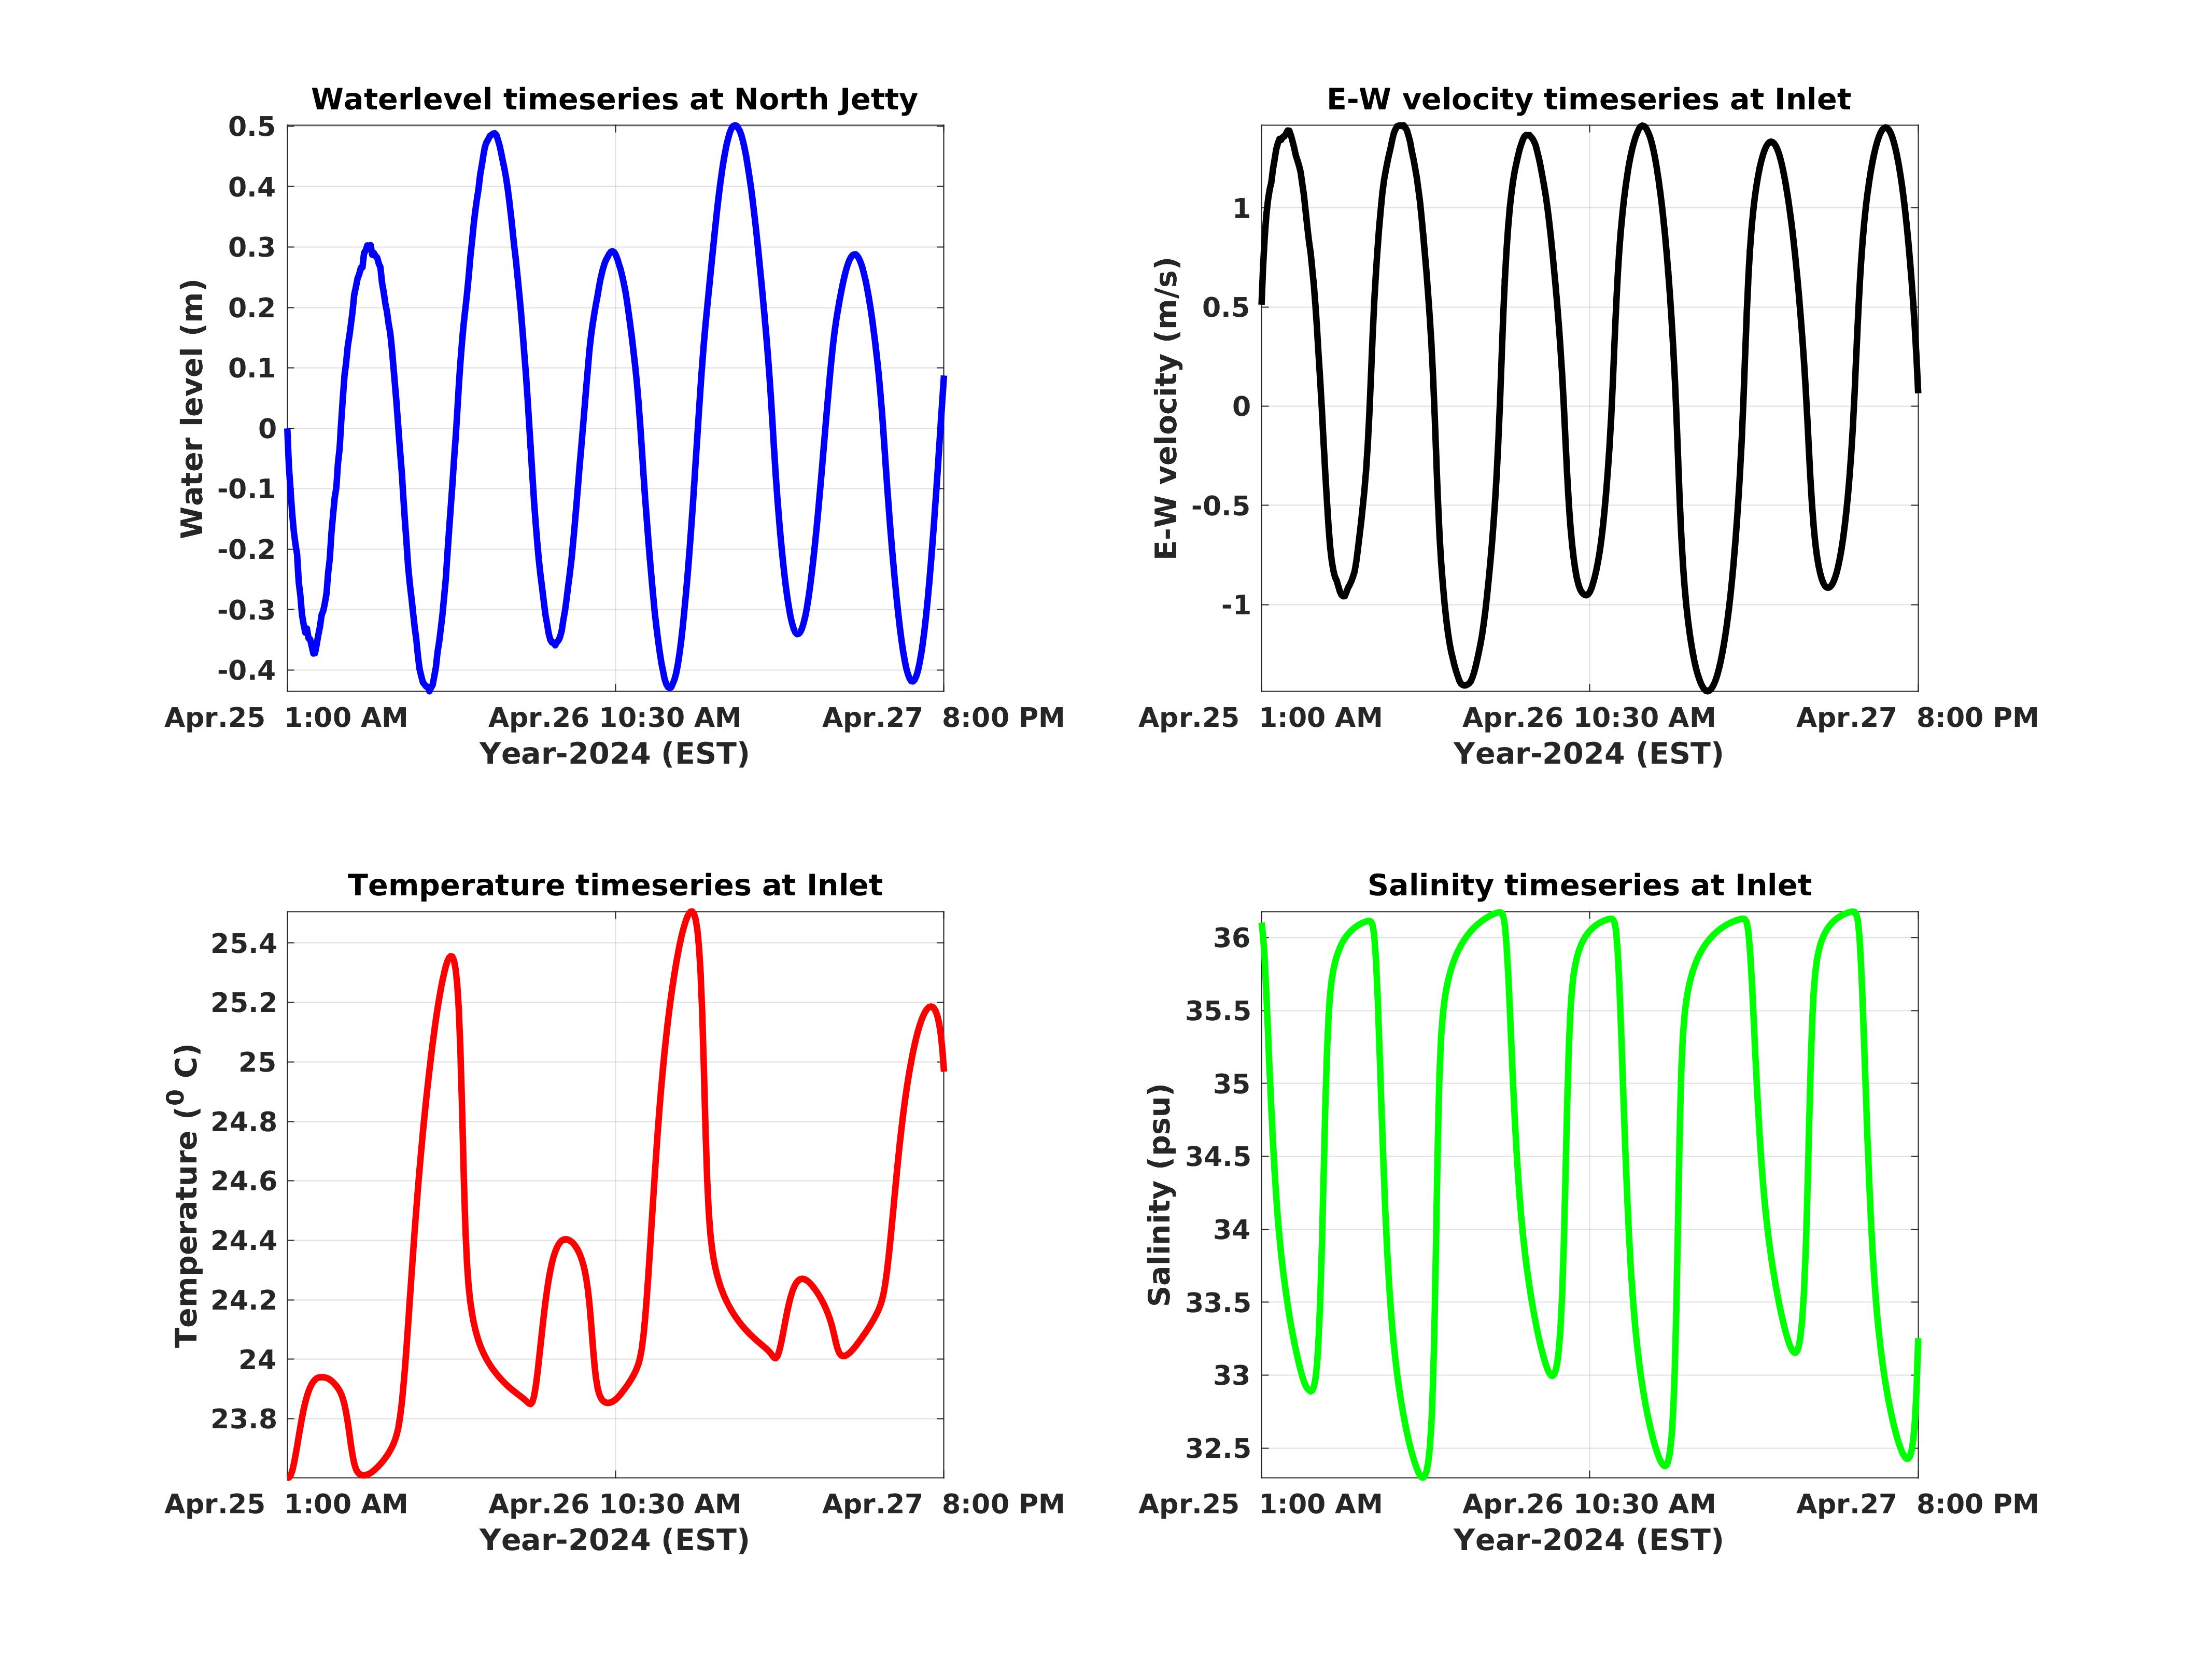 Waterlevel timeseries at North Jetty
0.5
0.4
0.3
0.2
0.1
0
-0.1
-0.2
-0.3
-0.4
Water level (m)
Apr.25 1:00 AM Apr.26 10:30 AM Apr.27 8:00 PM
Year-2024 (EST)
E-W velocity timeseries at Inlet
1
0.5
0
-0.5
-1
E-W velocity (m/s)
Apr.25 1:00 AM Apr.26 10:30 AM Apr.27 8:00 PM
Year-2024 (EST)
Temperature timeseries at Inlet
25.4
25.2
25
24.8
24.6
24.4
24.2
24
23.8
Temperature (⁰ C)
Apr.25 1:00 AM Apr.26 10:30 AM Apr.27 8:00 PM
Year-2024 (EST)
Salinity timeseries at Inlet
36
35.5
35
34.5
34
33.5
33
32.5
Salinity (psu)
Apr.25 1:00 AM Apr.26 10:30 AM Apr.27 8:00 PM
Year-2024 (EST)